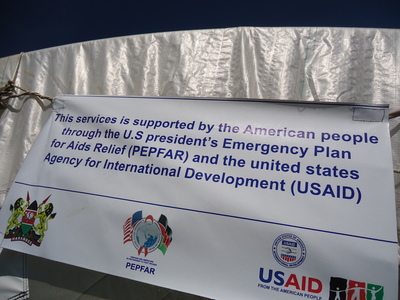 This services is supported by the American people
through the U.S president's Emergency Plan
for Aids Relief (PEPFAR) and the united states
Agency for International Development (USAID)
PEPFAR
USAID
USAID
FROM THE AMERICAN PEOPLE